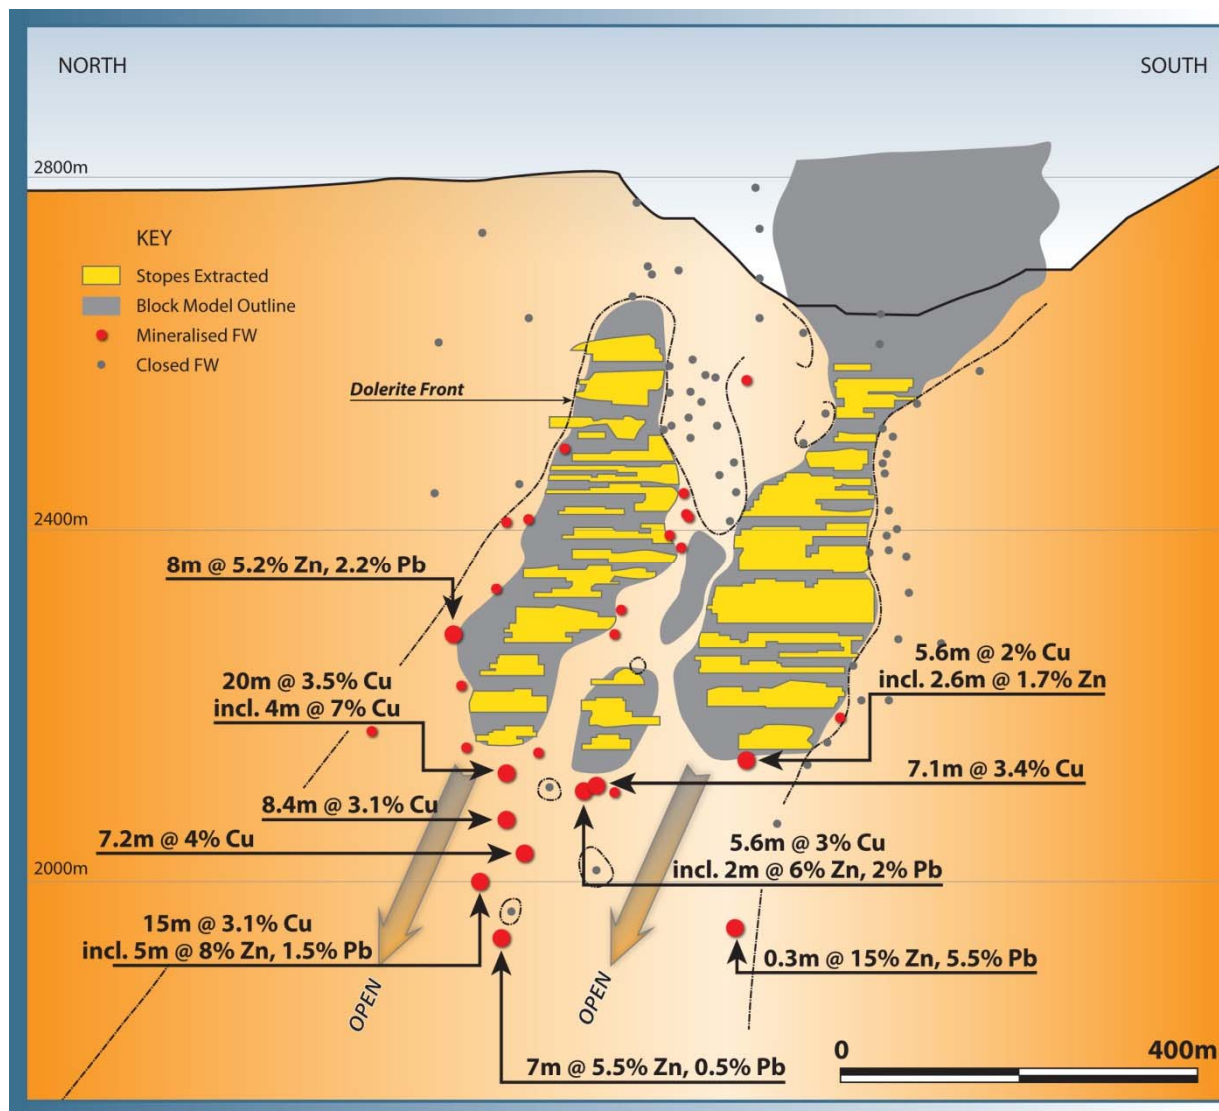 NORTH
SOUTH
2800m
KEY
Stopes Extracted
Block Model Outline
Mineralised FW
Closed FW
Dolerite Front
2400m
8m @ 5.2% Zn, 2.2% Pb
20m @ 3.5% Cu
incl. 4m @ 7% Cu
5.6m @ 2% Cu
incl. 2.6m @ 1.7% Zn
7.1m @ 3.4% Cu
8.4m @ 3.1% Cu
7.2m @ 4% Cu
5.6m @ 3% Cu
incl. 2m @ 6% Zn, 2% Pb
2000m
15m @ 3.1% Cu
incl. 5m @ 8% Zn, 1.5% Pb
0.3m @ 15% Zn, 5.5% Pb
OPEN
OPEN
7m @ 5.5% Zn, 0.5% Pb
0
400m